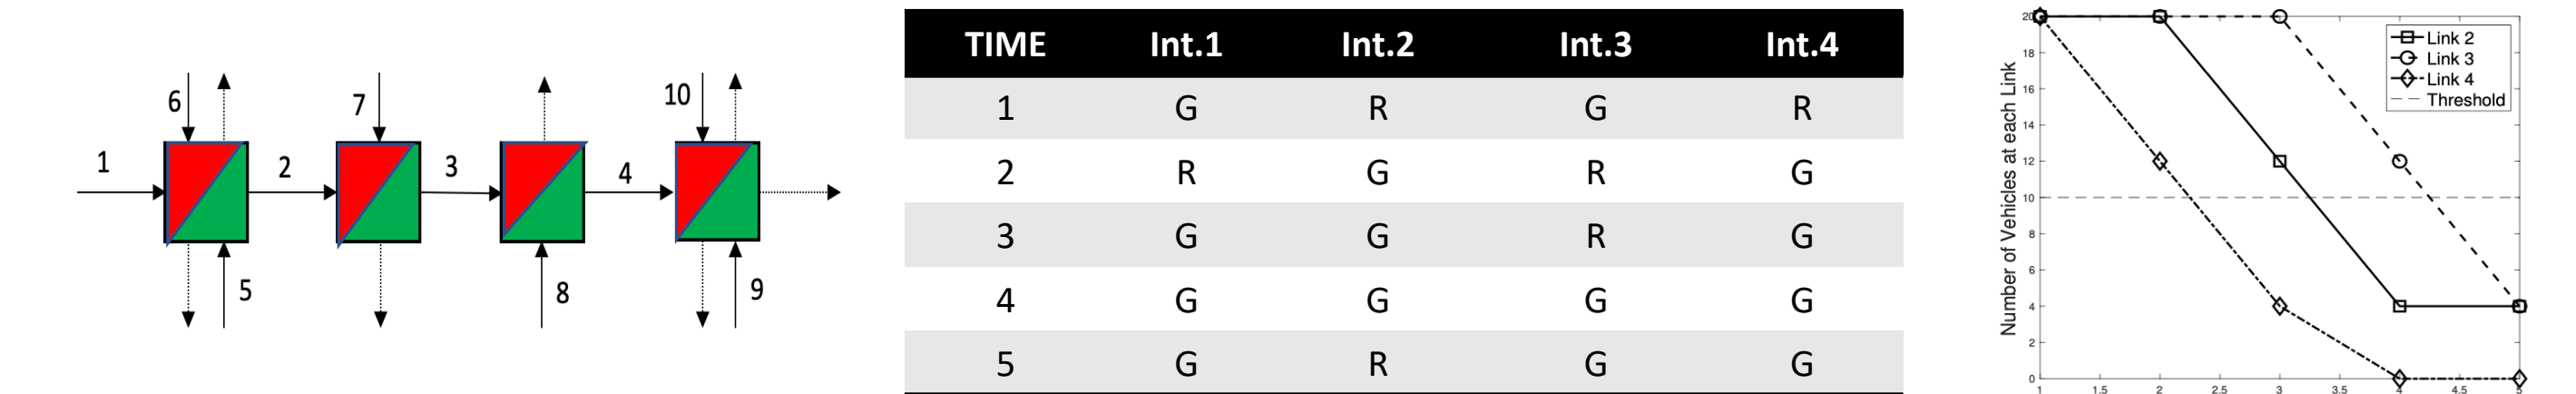 6
7
10
1
2
3
4
5
8
9
TIME Int.1 Int.2 Int.3 Int.4
1 G R G R
2 R G R G
3 G G R G
4 G G G G
5 G R G G
Number of Vehicles at each Link
20
18
16
14
12
10
8
6
4
2
0
1 1.5 2 2.5 3 3.5 4 4.5 5
Link 2
Link 3
Link 4
Threshold